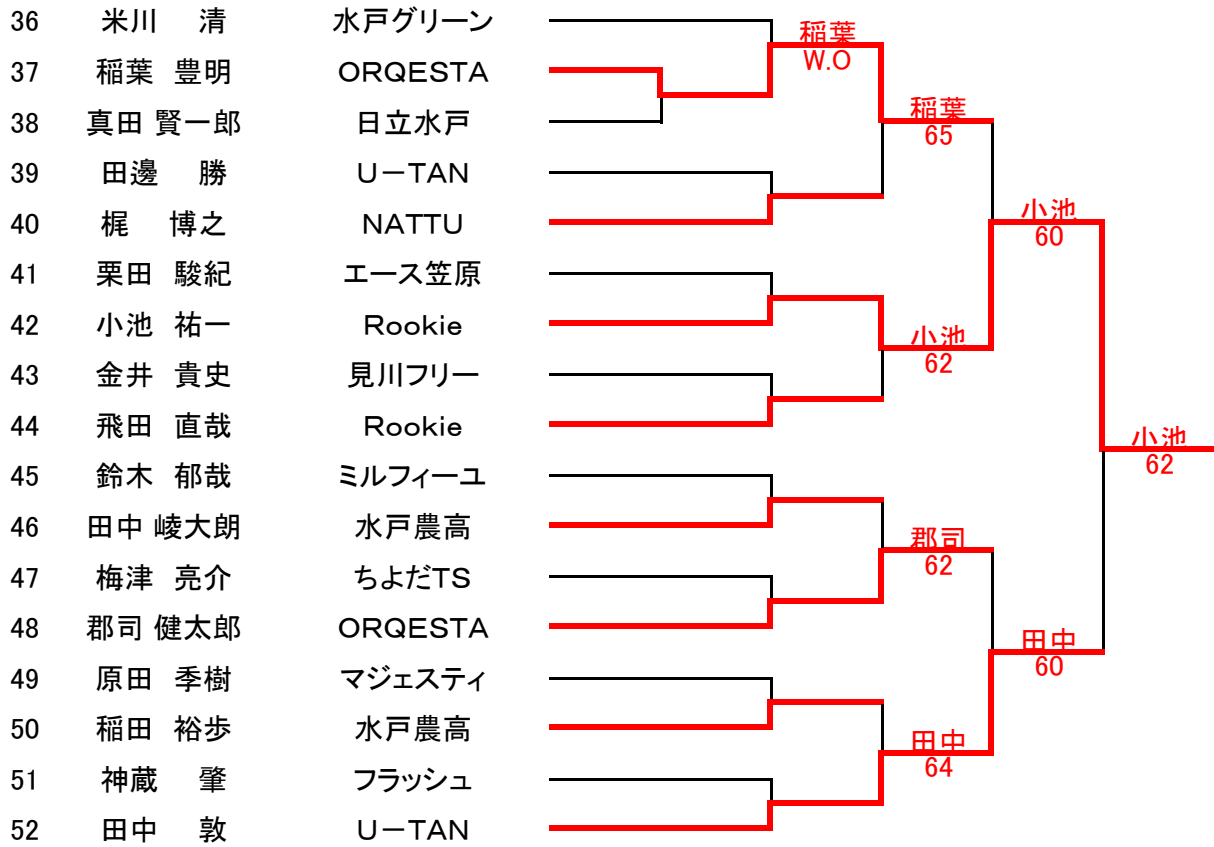 36 米川 清 水戸グリーン
稲葉
W.O
37 稲葉 豊明 ORQESTA
38 真田 賢一郎 日立水戸
稲葉
65
39 田邊 勝 U－TAN
40 梶 博之 NATTU
小池
60
41 栗田 駿紀 エース笠原
42 小池 祐一 Rookie
小池
62
43 金井 貴史 見川フリー
44 飛田 直哉 Rookie
小池
62
45 鈴木 郁哉 ミルフィーユ
46 田中 崚大朗 水戸農高
郡司
62
47 梅津 亮介 ちよだTS
48 郡司 健太郎 ORQESTA
田中
60
49 原田 季樹 マジェスティ
50 稲田 裕歩 水戸農高
田中
64
51 神蔵 肇 フラッシュ
52 田中 敦 U－TAN